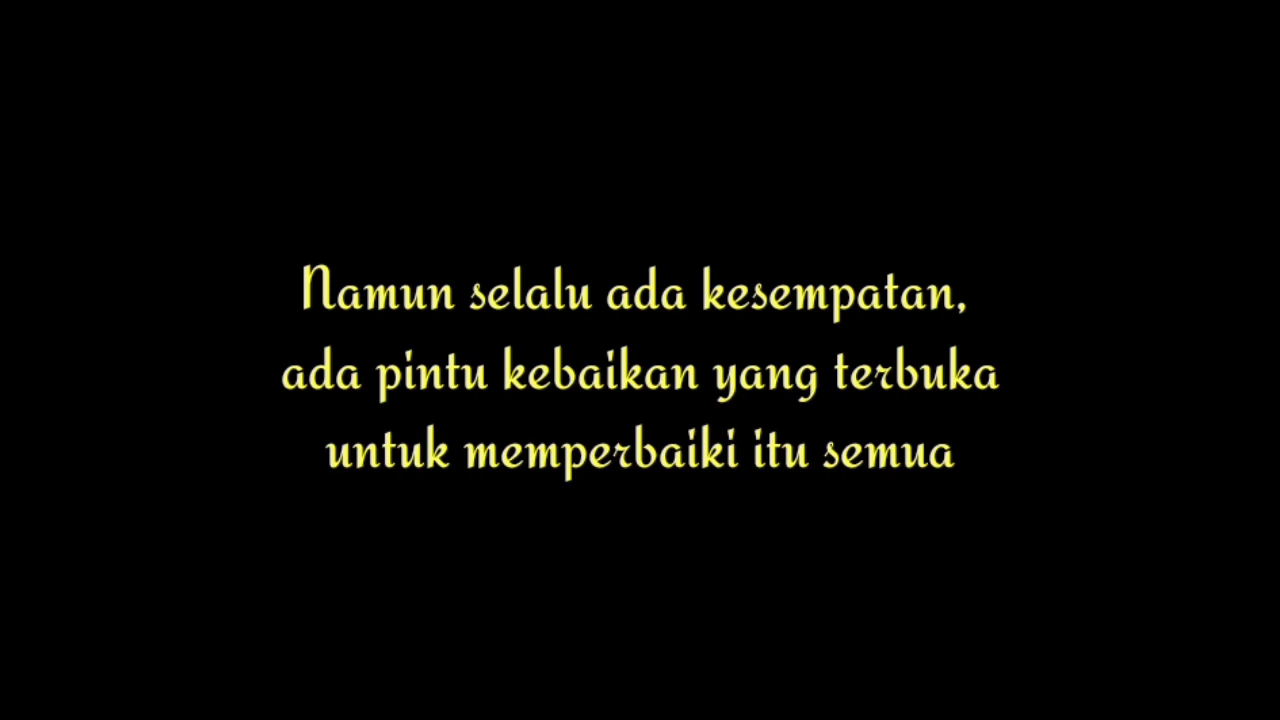 Namun selalu ada kesempatan,
ada pintu kebaikan yang terbuka
untuk memperbaiki itu semua